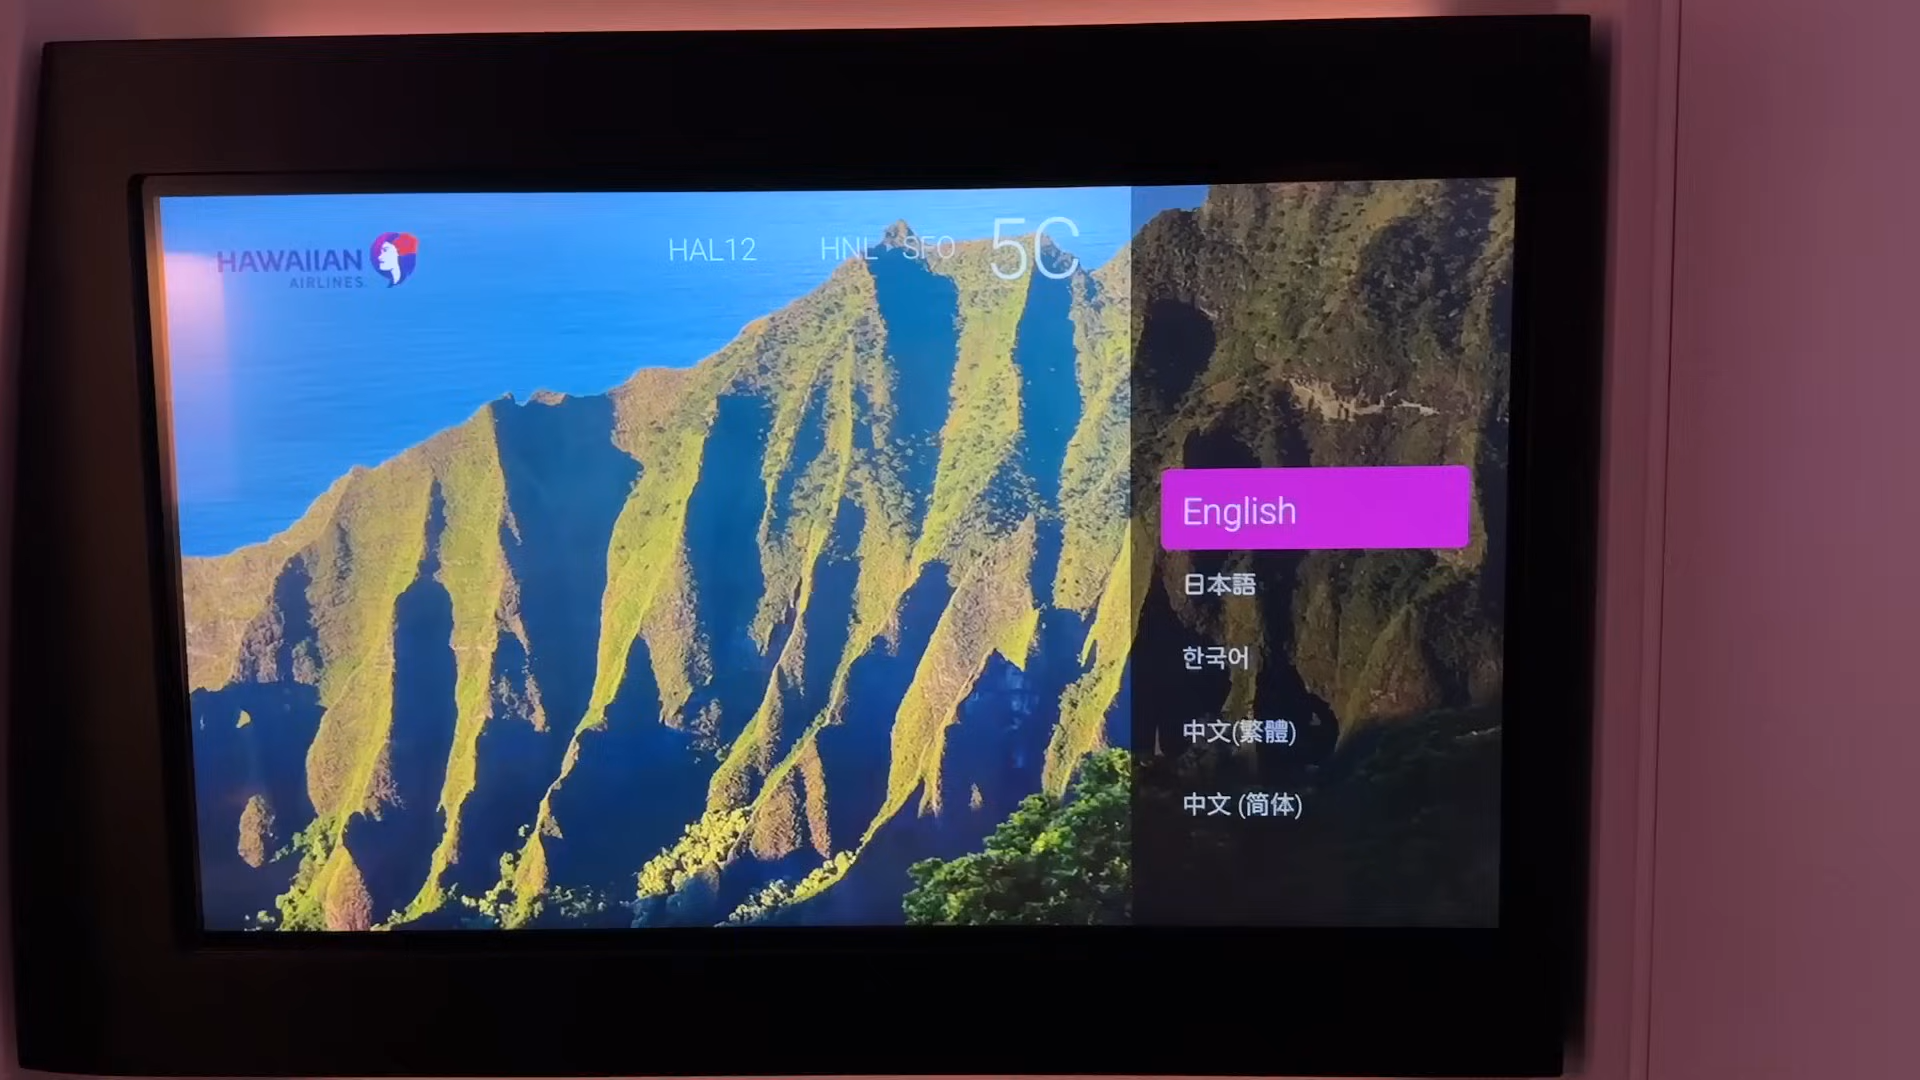 HAWAIIAN
AIRLINES
HAL12 HNL - SFO 5C
English
日本語
한국어
中文(繁體)
中文 (简体)